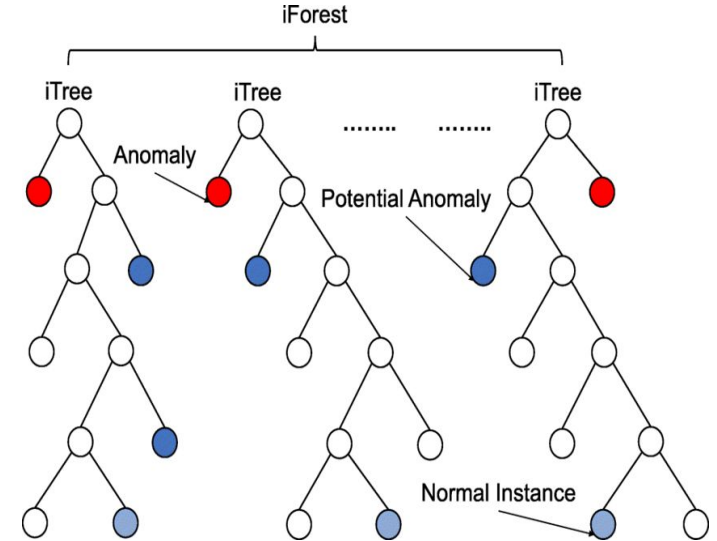 iForest
iTree iTree iTree
........ ........
Anomaly
Potential Anomaly
Normal Instance